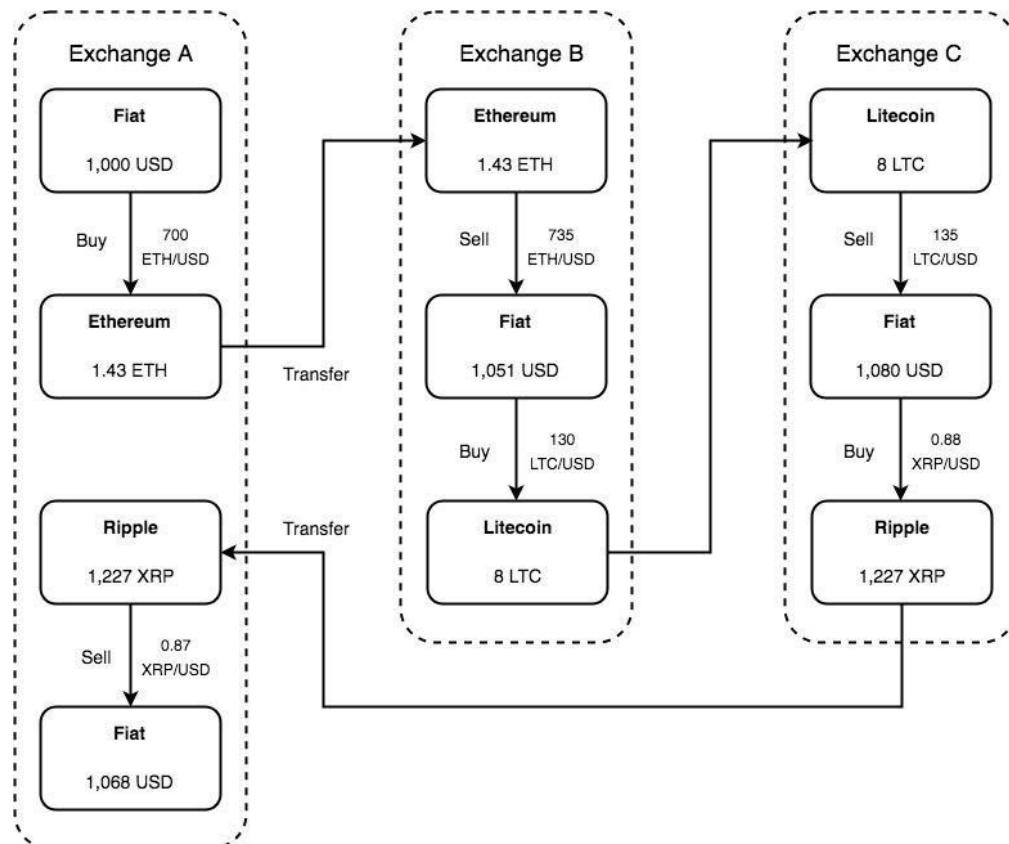 Exchange A
Fiat
1,000 USD
Buy
700
ETH/USD
Ethereum
1.43 ETH
Transfer
Ripple
1,227 XRP
Transfer
Sell
0.87
XRP/USD
Fiat
1,068 USD
Exchange B
Ethereum
1.43 ETH
Sell
735
ETH/USD
Fiat
1,051 USD
Buy
130
LTC/USD
Litecoin
8 LTC
Exchange C
Litecoin
8 LTC
Sell
135
LTC/USD
Fiat
1,080 USD
Buy
0.88
XRP/USD
Ripple
1,227 XRP